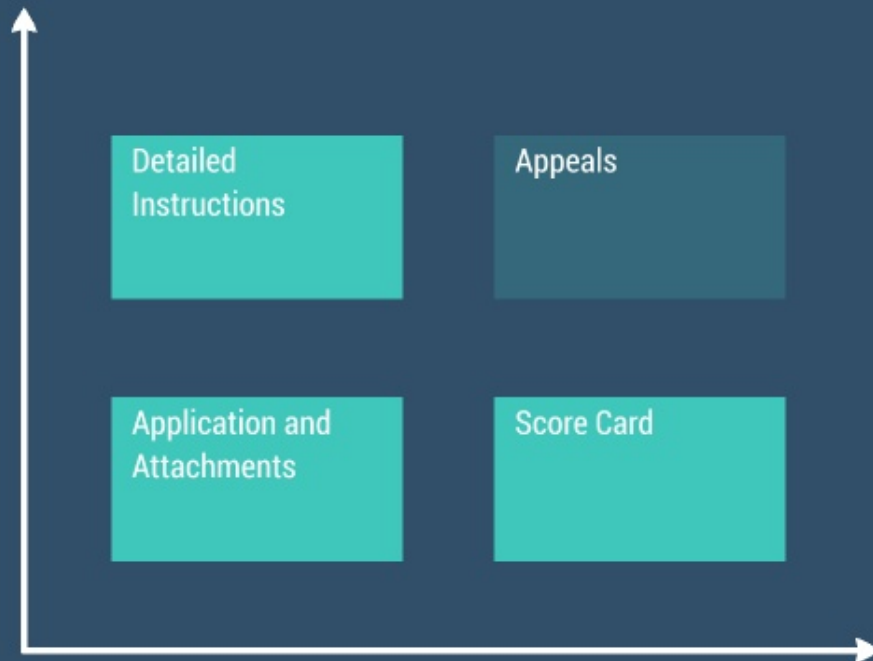 Detailed
Instructions
Appeals
Application and
Attachments
Score Card